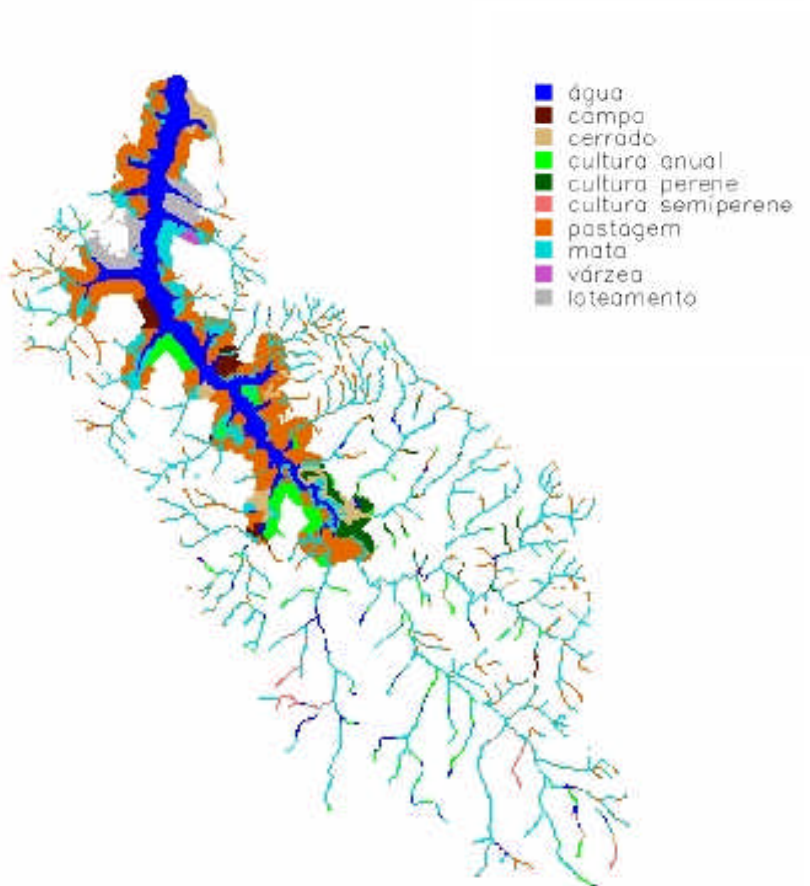 água
campo
cerrado
cultura anual
cultura perene
cultura semiperene
pastagem
mata
várzea
loteamento